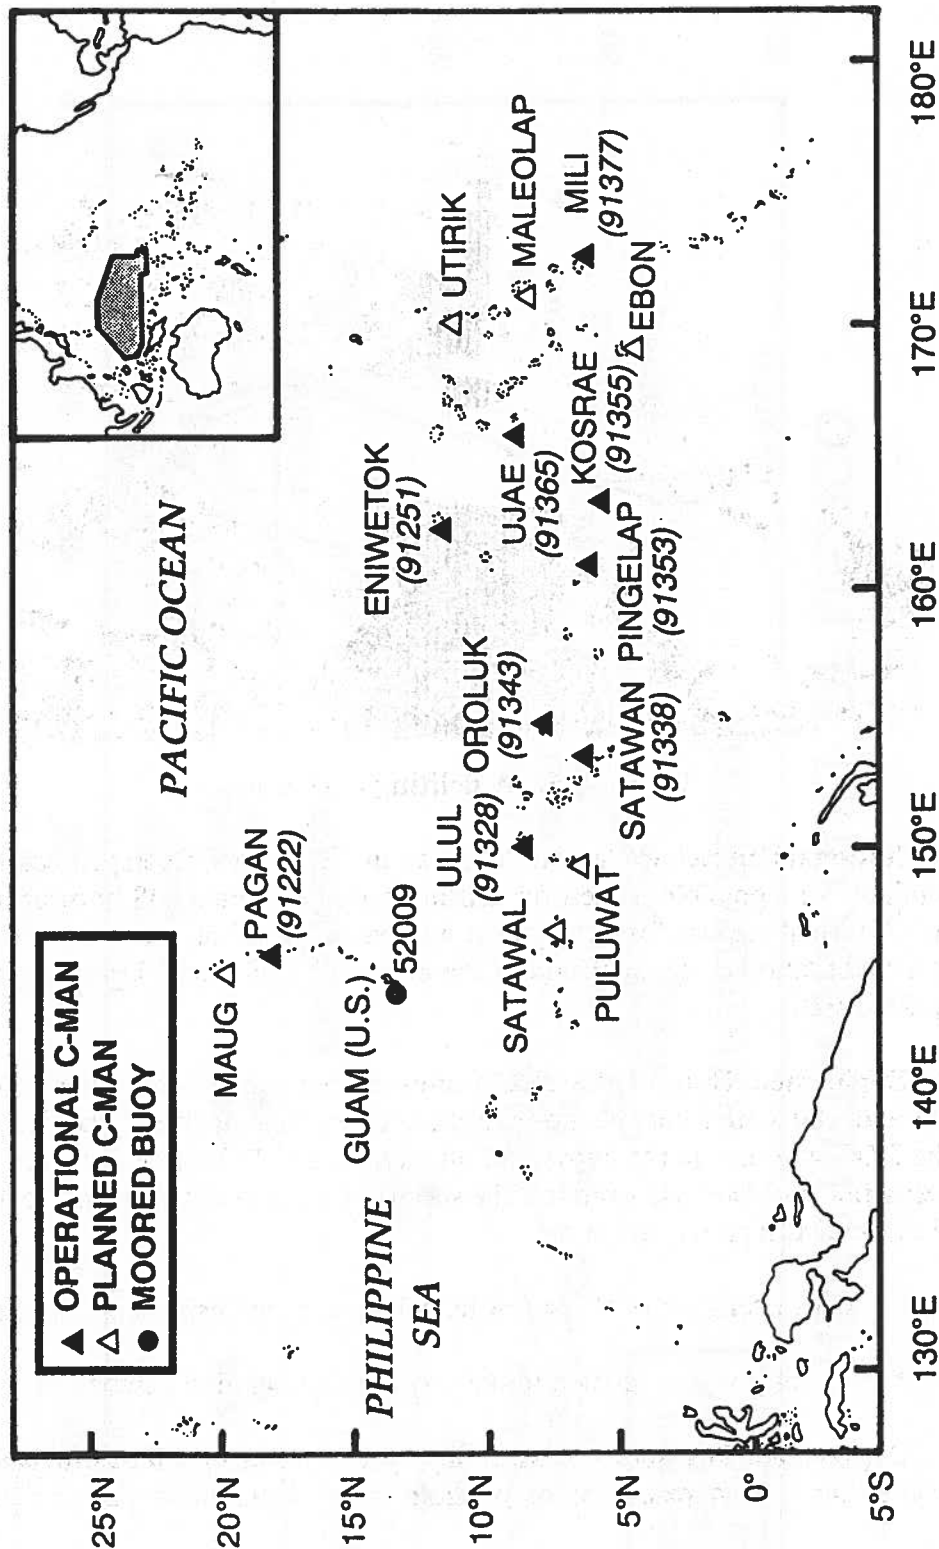 ▲ OPERATIONAL C-MAN
△ PLANNED C-MAN
● MOORED BUOY
PACIFIC OCEAN
PHILIPPINE
SEA
MAUG
PAGAN
(91222)
GUAM (U.S.)
52009
ENIWETOK
(91251)
UTIRIK
MALEOLAP
MILI
(91377)
EBON
UJAE
(91365)
KOSRAE
(91355)
PINGELAP
(91353)
OROLUK
(91343)
SATAWAN
(91338)
ULUL
(91328)
SATAWAL
PULUWAT
25°N
20°N
15°N
10°N
5°N
0°
5°S
130°E
140°E
150°E
160°E
170°E
180°E